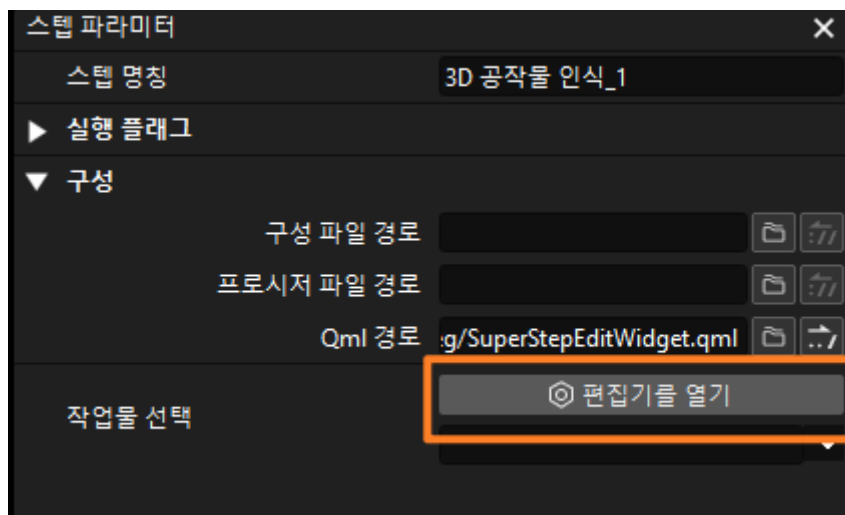 스텝 파라미터
스텝 명칭 3D 공작물 인식_1
실행 플래그
구성
구성 파일 경로
프로시저 파일 경로
Qml 경로 :g/SuperStepEditWidget.qml
편집기를 열기
작업물 선택